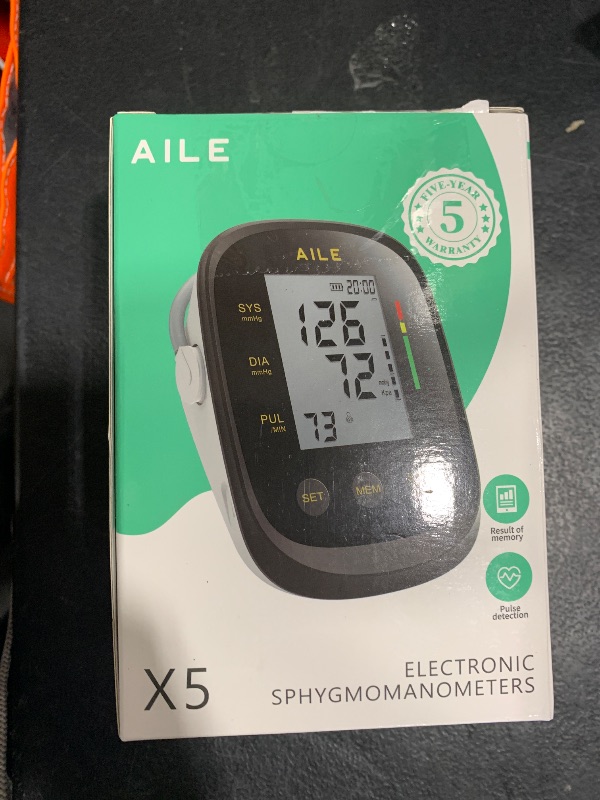 AILE
FIVE-YEAR
5
WARRANTY
AILE
20:00
SYS
mmHg
126
DIA
mmHg
72
PUL
/MIN
73
SET
MEM
Result of
memory
Pulse
detection
X5
ELECTRONIC
SPHYGMOMANOMETERS